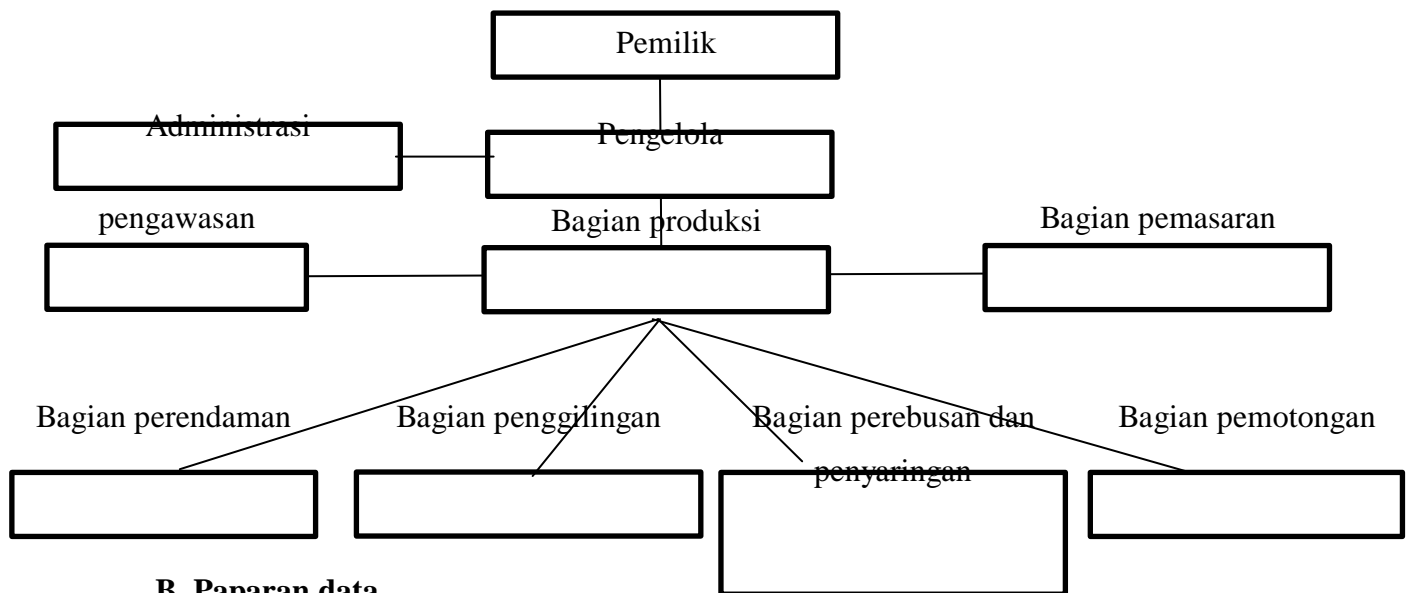 Pemilik
Administrasi
Pengelola
pengawasan
Bagian produksi
Bagian pemasaran
Bagian perendaman
Bagian penggilingan
Bagian perebusan dan
penyaringan
Bagian pemotongan
B. Paparan data